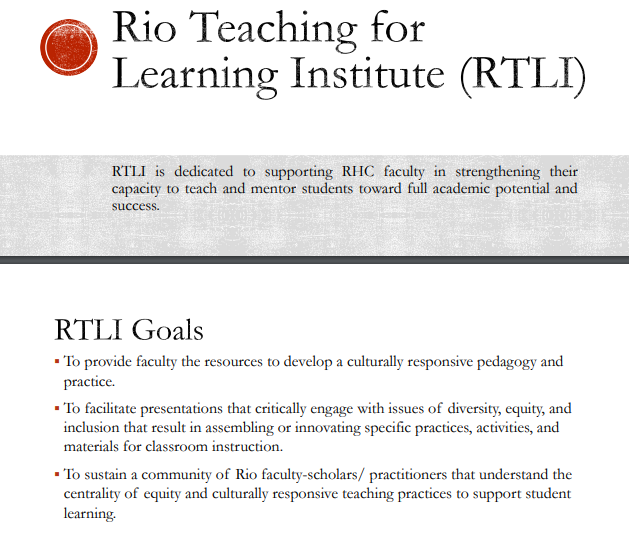 Rio Teaching for
Learning Institute (RTLI)
RTLI is dedicated to supporting RHC faculty in strengthening their
capacity to teach and mentor students toward full academic potential and
success.
RTLI Goals
▪ To provide faculty the resources to develop a culturally responsive pedagogy and
practice.
▪ To facilitate presentations that critically engage with issues of diversity, equity, and
inclusion that result in assembling or innovating specific practices, activities, and
materials for classroom instruction.
▪ To sustain a community of Rio faculty-scholars/ practitioners that understand the
centrality of equity and culturally responsive teaching practices to support student
learning.